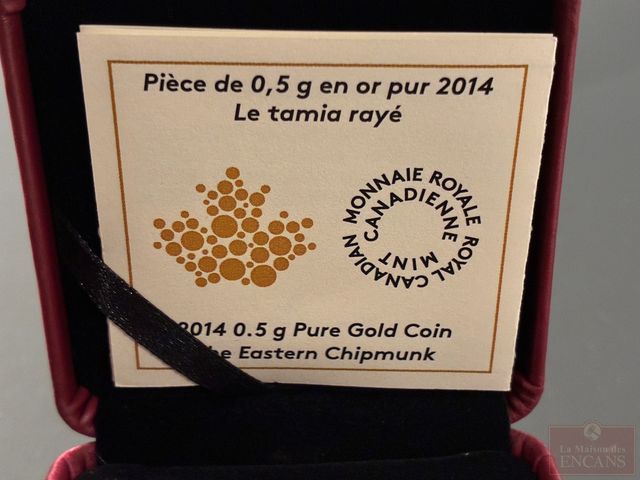 Pièce de 0,5 g en or pur 2014
Le tamia rayé
MONNAIE ROYALE CANADIENNE
ROYAL CANADIAN MINT
2014 0.5 g Pure Gold Coin
The Eastern Chipmunk
La Maison des
ENCANS